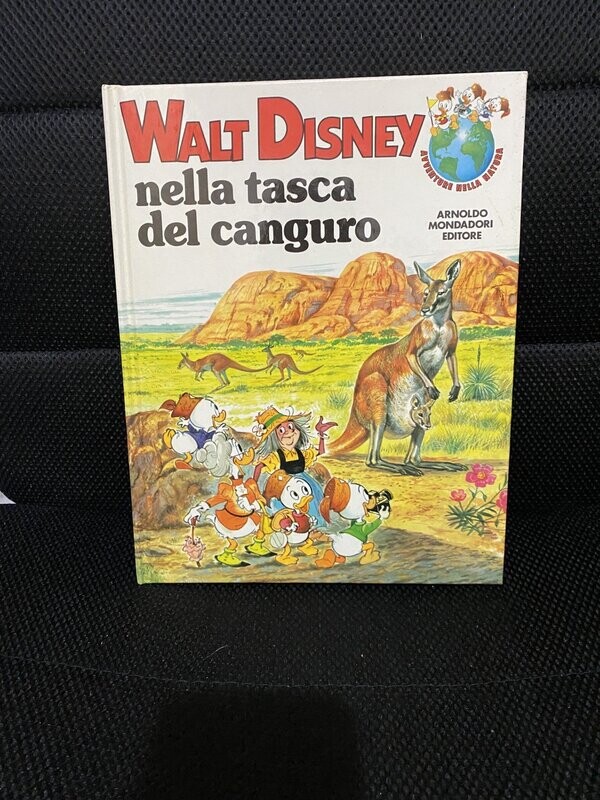 WALT DISNEY
nella tasca
del canguro
AVVENTURE NELLA NATURA
ARNOLDO
MONDADORI
EDITORE